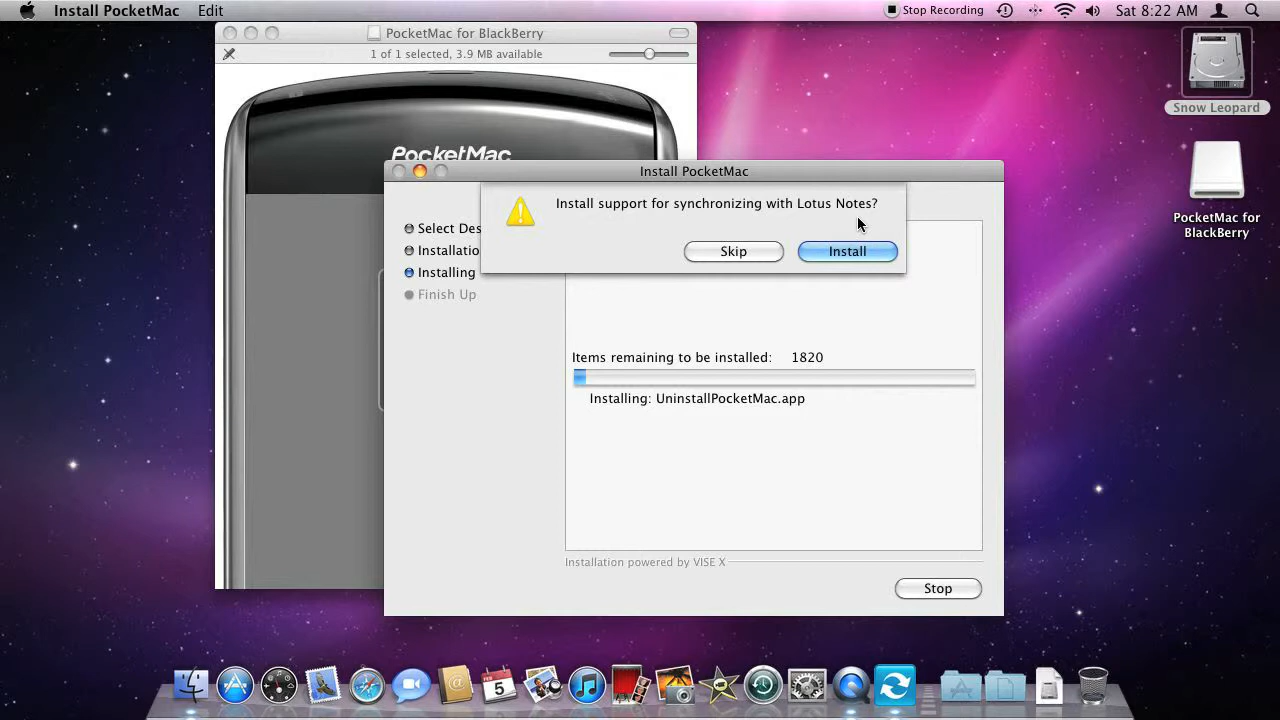 Install PocketMac Edit
Stop Recording Sat 8:22 AM
PocketMac for BlackBerry
1 of 1 selected, 3.9 MB available
PocketMac
Snow Leopard
PocketMac for
BlackBerry
Install PocketMac
Install support for synchronizing with Lotus Notes?
Skip Install
Select Des
Installatio
Installing
Finish Up
Items remaining to be installed: 1820
Installing: UninstallPocketMac.app
Installation powered by VISE X
Stop
FEB
5